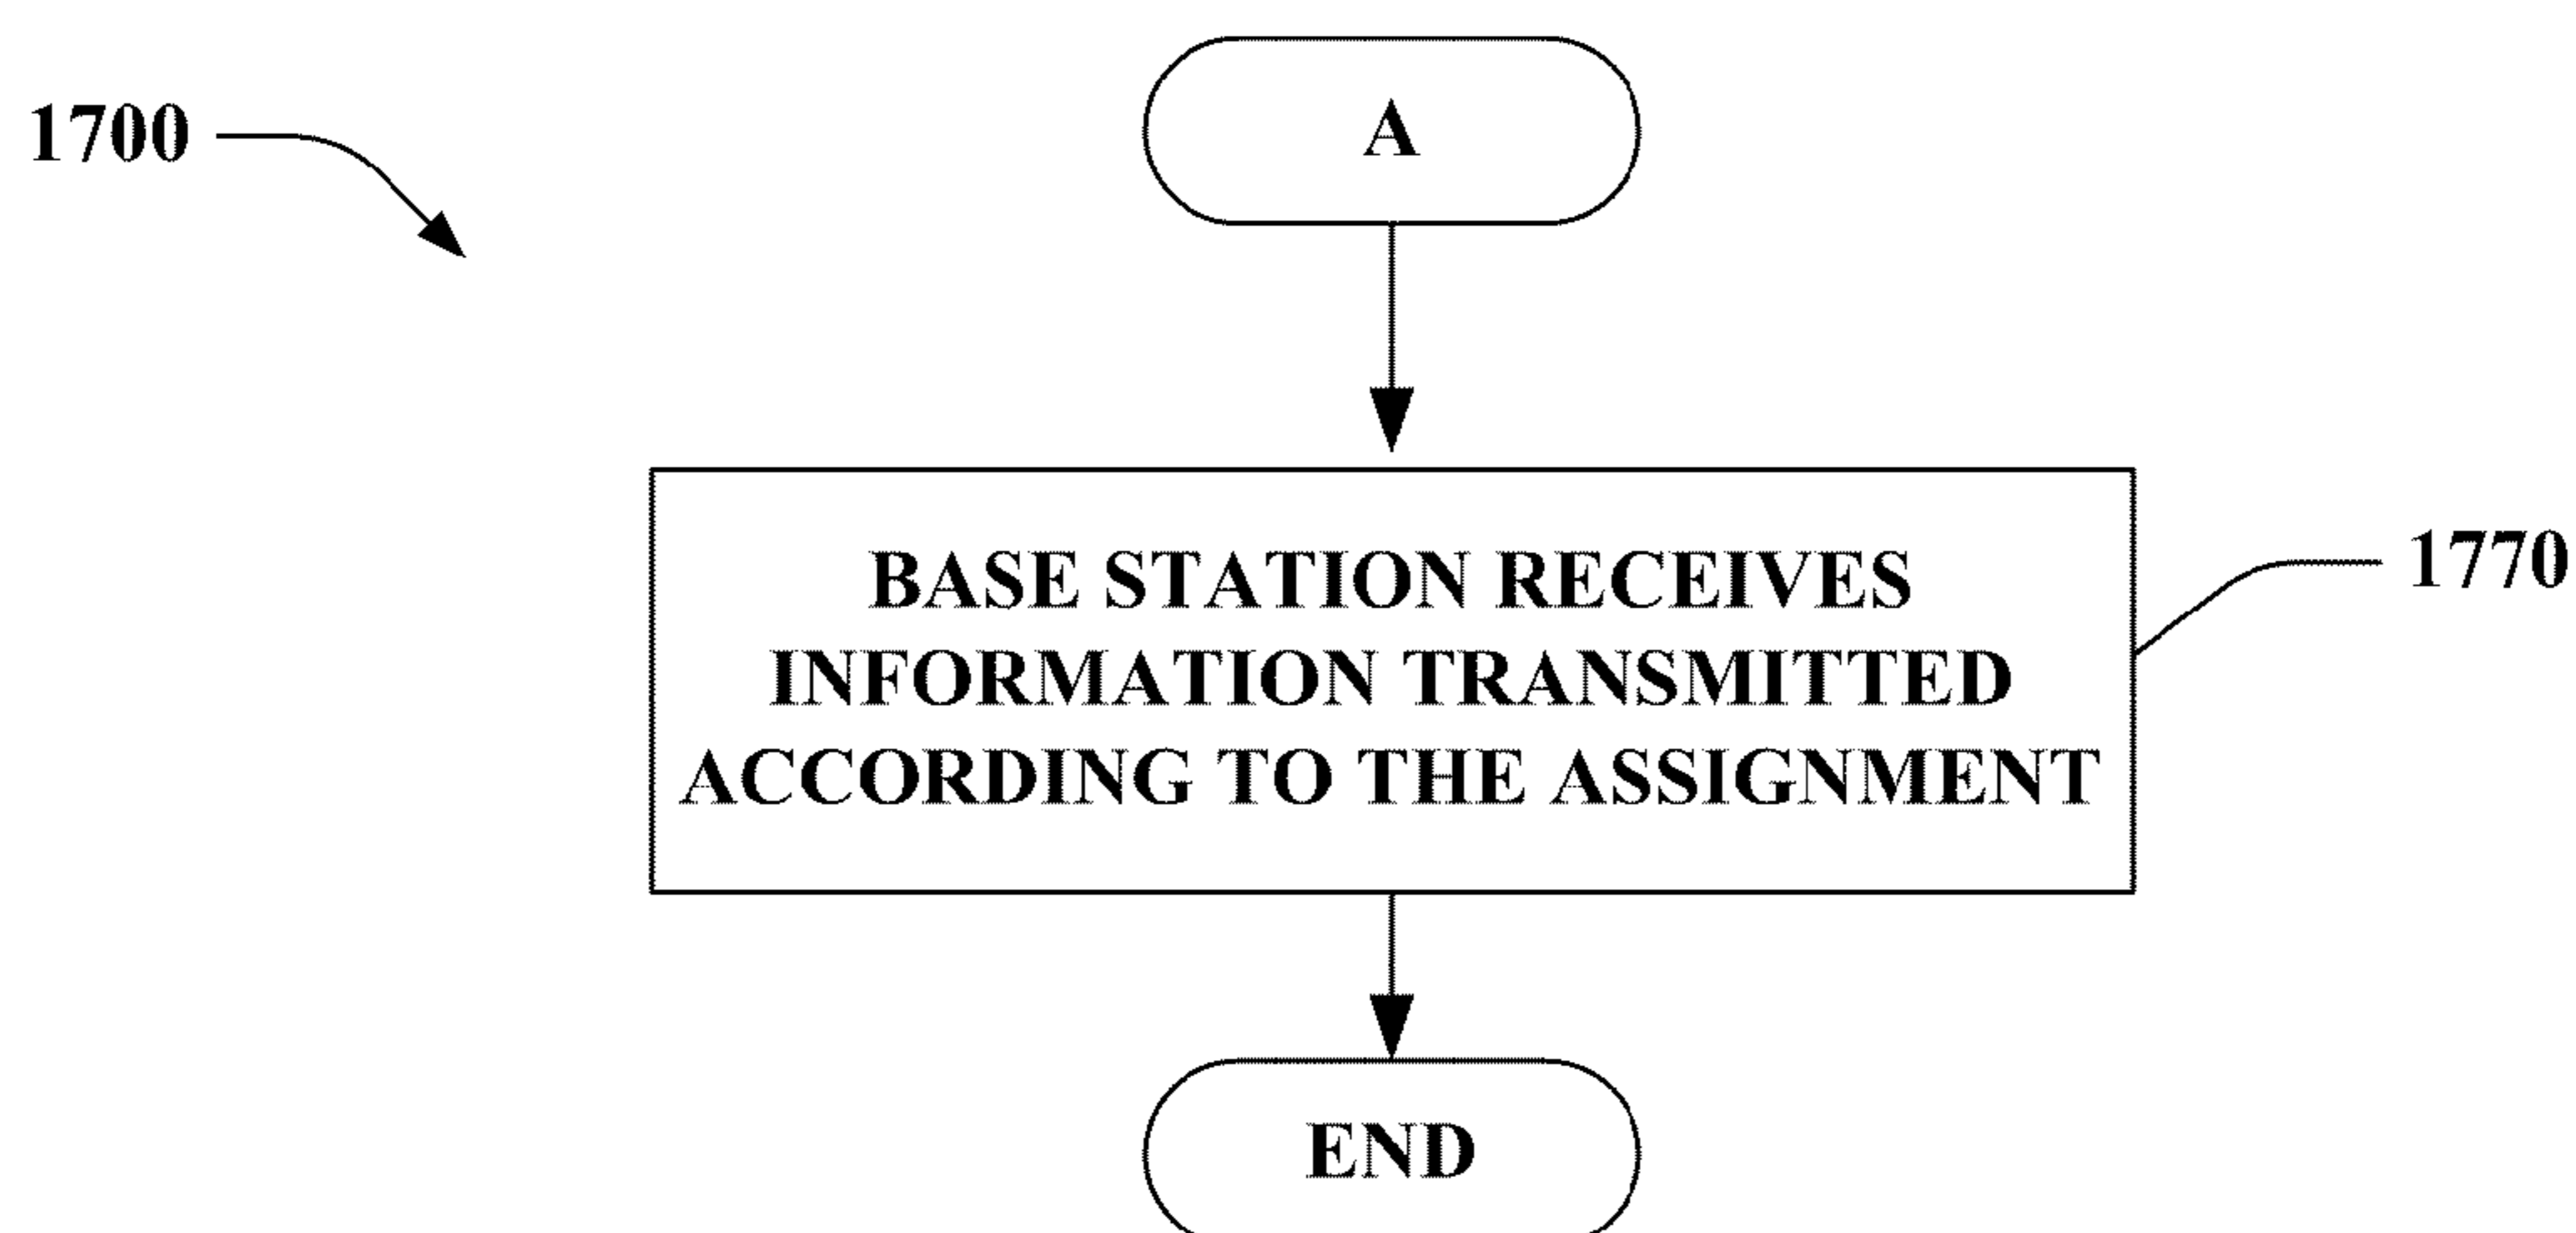 1700
A
BASE STATION RECEIVES
INFORMATION TRANSMITTED
ACCORDING TO THE ASSIGNMENT
1770
END